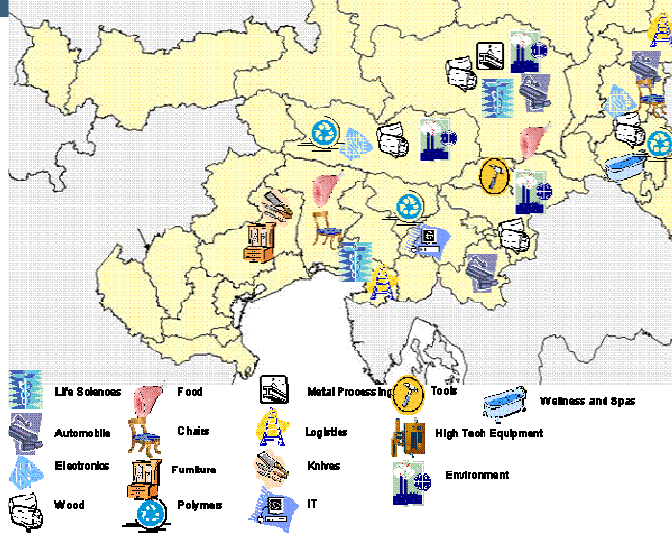 Life Sciences
Food
Metal Processing
Tools
Wellness and Spas
Automobile
Chairs
Logistics
High Tech Equipment
Electronics
Furniture
Knives
Environment
Wood
Polymers
IT